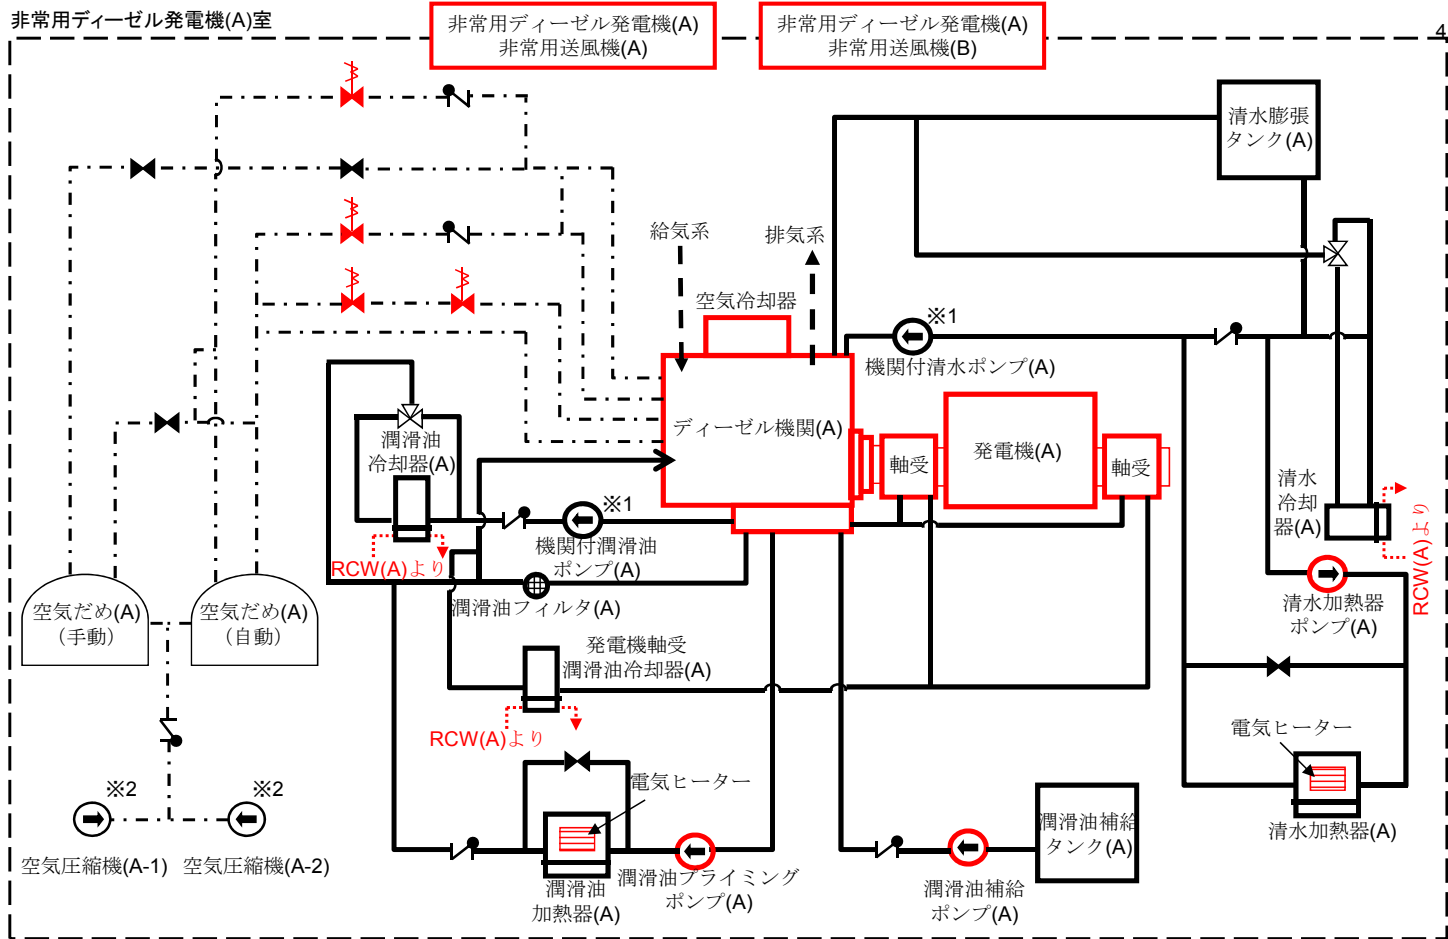 非常用ディーゼル発電機(A)室
非常用ディーゼル発電機(A)
非常用送風機(A)
非常用ディーゼル発電機(A)
非常用送風機(B)
4
清水膨張
タンク(A)
給気系
排気系
空気冷却器
※1
機関付清水ポンプ(A)
ディーゼル機関(A)
軸受
発電機(A)
軸受
潤滑油
冷却器(A)
※1
機関付潤滑油
ポンプ(A)
RCW(A)より
潤滑油フィルタ(A)
清水
冷却
器(A)
RCW(A)より
清水加熱器
ポンプ(A)
空気だめ(A)
（手動）
空気だめ(A)
（自動）
発電機軸受
潤滑油冷却器(A)
RCW(A)より
電気ヒーター
電気ヒーター
※2
※2
空気圧縮機(A-1)
空気圧縮機(A-2)
潤滑油
加熱器(A)
潤滑油プライミング
ポンプ(A)
潤滑油補給
タンク(A)
潤滑油補給
ポンプ(A)
清水加熱器(A)